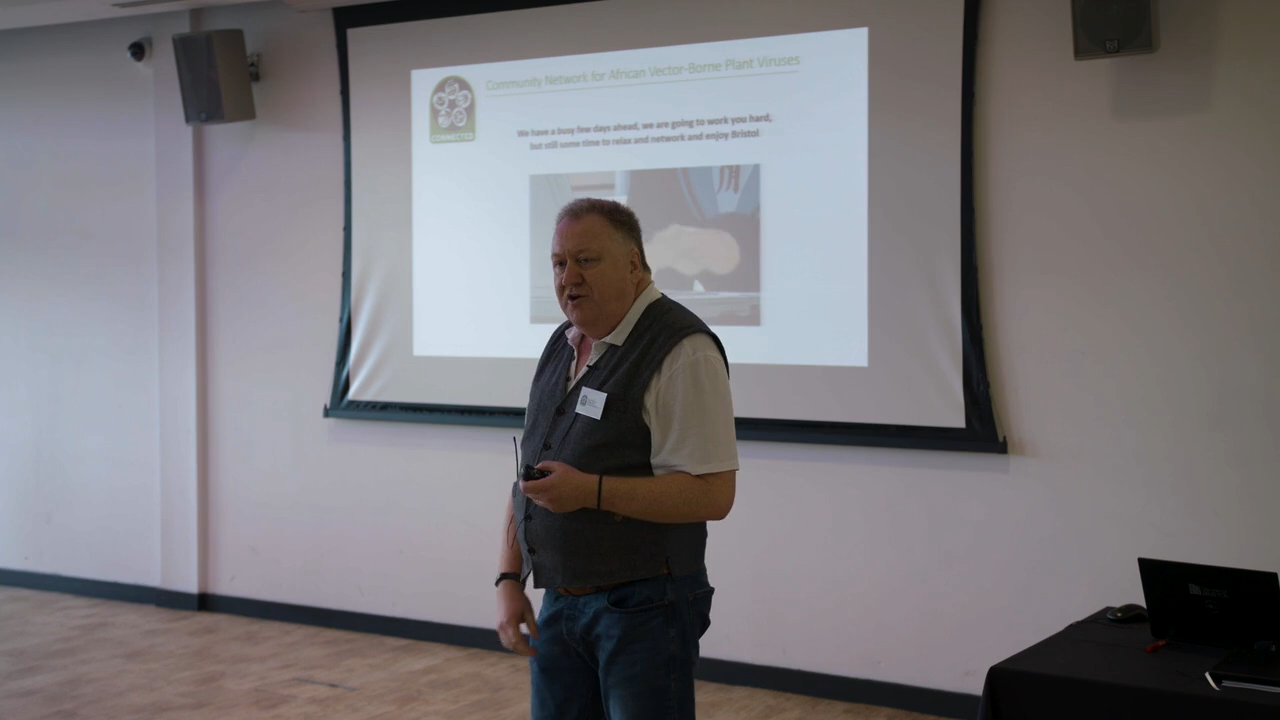 Community Network for African Vector-Borne Plant Viruses
CONNECTED
We have a busy few days ahead, we are going to work you hard,
but still some time to relax and network and enjoy Bristol